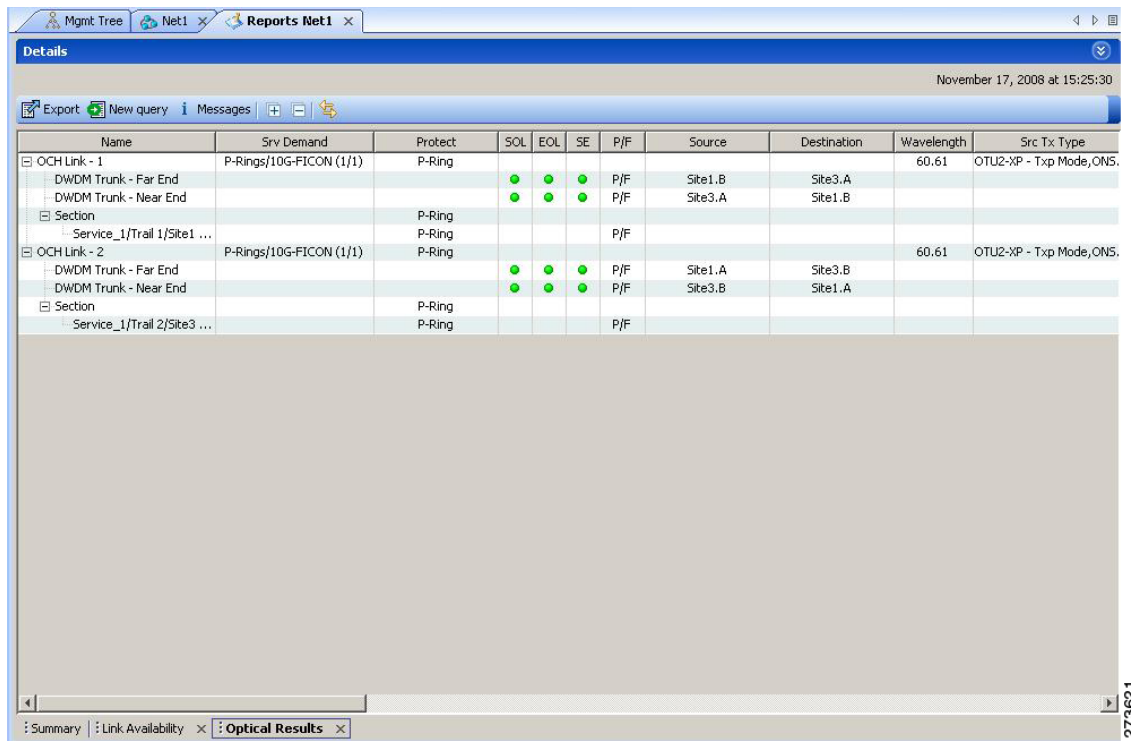 Mgmt Tree Net1 Reports Net1
Details
November 17, 2008 at 15:25:30
Export New query Messages
Name Srv Demand Protect SOL EOL SE P/F Source Destination Wavelength Src Tx Type
OCH Link - 1 P-Rings/10G-FICON (1/1) P-Ring 60.61 OTU2-XP - Txp Mode,ONS.
DWDM Trunk - Far End P/F Site1.B Site3.A
DWDM Trunk - Near End P/F Site3.A Site1.B
Section P-Ring
Service_1/Trail 1/Site1 ... P-Ring P/F
OCH Link - 2 P-Rings/10G-FICON (1/1) P-Ring 60.61 OTU2-XP - Txp Mode,ONS.
DWDM Trunk - Far End P/F Site1.A Site3.B
DWDM Trunk - Near End P/F Site3.B Site1.A
Section P-Ring
Service_1/Trail 2/Site3 ... P-Ring P/F
Summary Link Availability Optical Results
273621